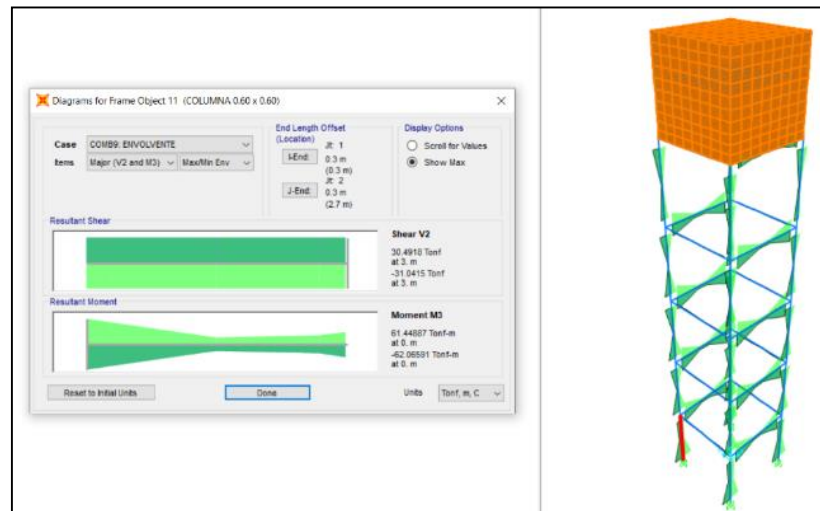 Diagrams for Frame Object 11 (COLUMNA 0.60 x 0.60)
Case COMB9: ENVOLVENTE
Items Major (V2 and M3) Max/Min Env
End Length Offset
(Location)
Jt: 1
I-End: 0.3 m
(0.3 m)
Jt: 2
J-End: 0.3 m
(2.7 m)
Display Options
Scroll for Values
Show Max
Resultant Shear
Shear V2
30.4918 Tonf
at 3. m
-31.0415 Tonf
at 3. m
Resultant Moment
Moment M3
61.44887 Tonf-m
at 0. m
-62.06591 Tonf-m
at 0. m
Reset to Initial Units
Done
Units Tonf, m, C